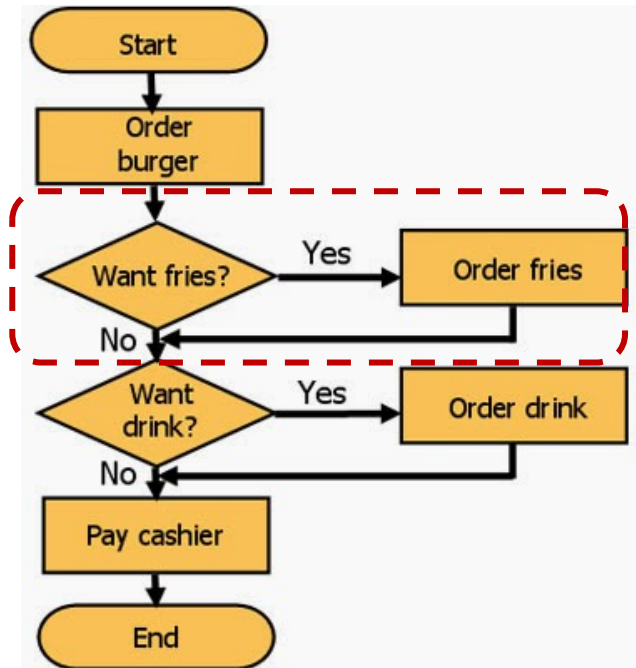 Start
Order
burger
Want fries?
Yes
Order fries
No
Want
drink?
Yes
Order drink
No
Pay cashier
End